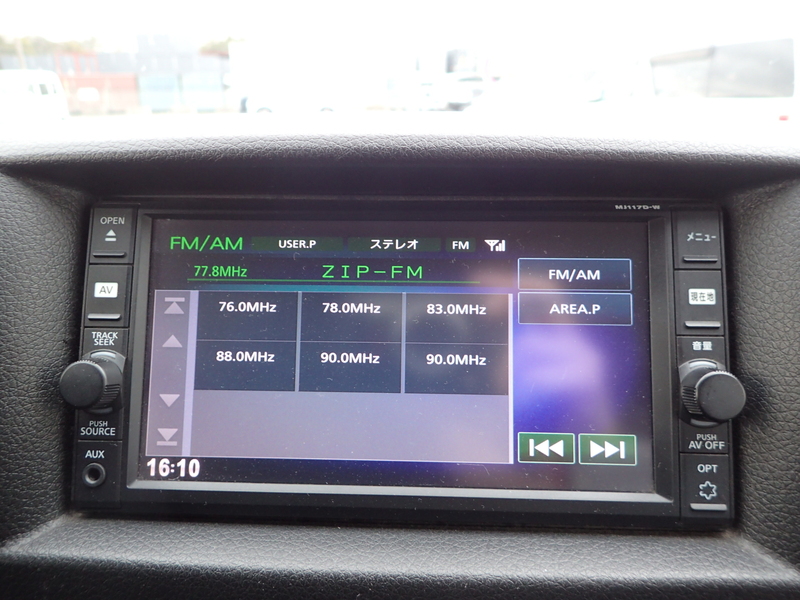 MJ117D-W
OPEN
AV
TRACK
SEEK
PUSH
SOURCE
AUX
FM/AM USER.P ステレオ FM
77.8MHz ZIP-FM
76.0MHz 78.0MHz 83.0MHz
88.0MHz 90.0MHz 90.0MHz
FM/AM
AREA.P
16:10
メニュー
現在地
音量
PUSH
AV OFF
OPT